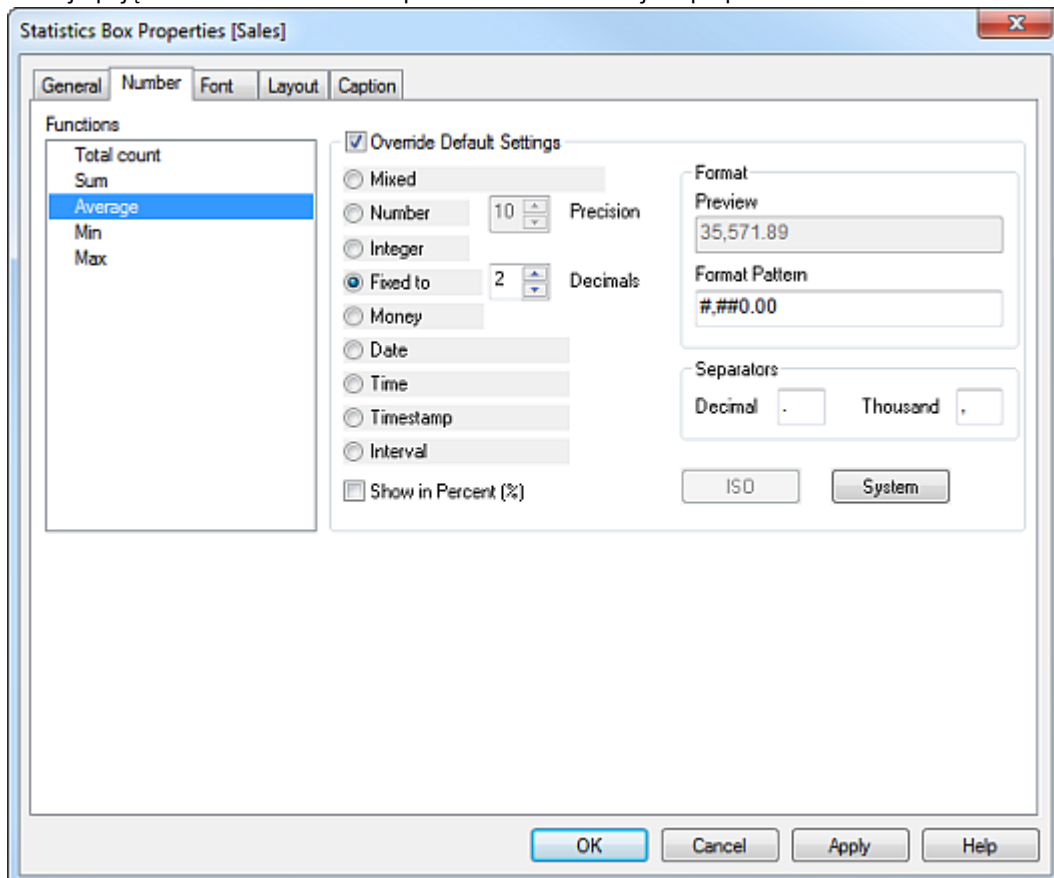 Statistics Box Properties [Sales]
General Number Font Layout Caption
Functions
Total count
Sum
Average
Min
Max
Override Default Settings
Mixed
Number 10 Precision
Integer
Fixed to 2 Decimals
Money
Date
Time
Timestamp
Interval
Show in Percent (%)
Format
Preview
35,571.89
Format Pattern
#,##0.00
Separators
Decimal . Thousand ,
ISO System
OK Cancel Apply Help